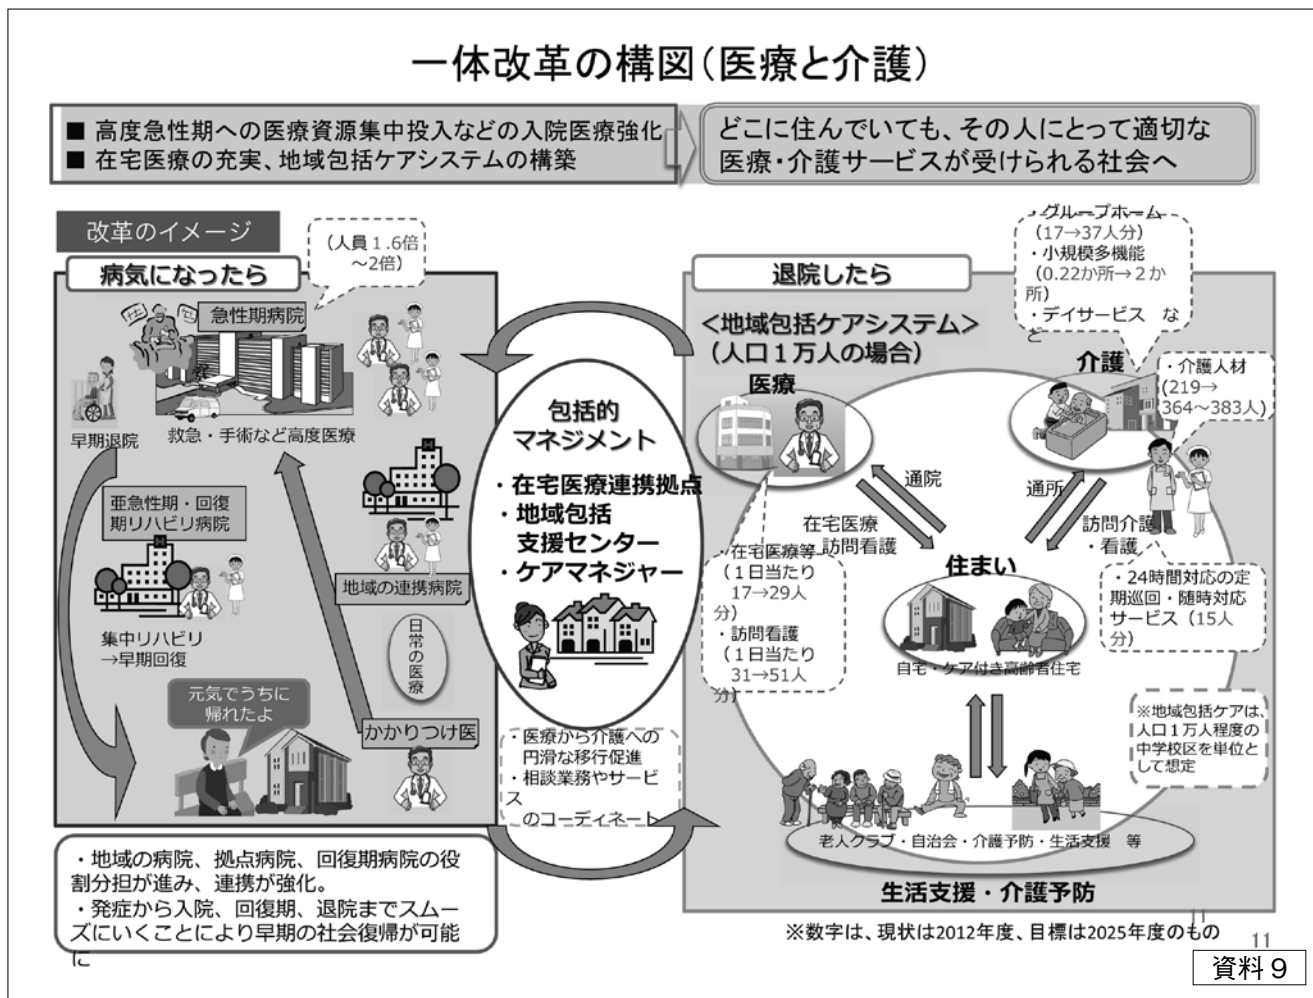 一体改革の構図（医療と介護）
■ 高度急性期への医療資源集中投入などの入院医療強化
■ 在宅医療の充実、地域包括ケアシステムの構築
どこに住んでいても、その人にとって適切な
医療・介護サービスが受けられる社会へ
改革のイメージ
病気になったら
（人員１.６倍
～2倍）
急性期病院
早期退院
救急・手術など高度医療
亜急性期・回復
期リハビリ病院
集中リハビリ
→早期回復
地域の連携病院
日常の医療
元気でうちに
帰れたよ
かかりつけ医
・地域の病院、拠点病院、回復期病院の役
割分担が進み、連携が強化。
・発症から入院、回復期、退院までスムー
ズにいくことにより早期の社会復帰が可能
に
包括的
マネジメント
・在宅医療連携拠点
・地域包括
支援センター
・ケアマネジャー
・医療から介護への
円滑な移行促進
・相談業務やサービ
ス
のコーディネート
退院したら
＜地域包括ケアシステム＞
（人口１万人の場合）
・グループホーム
（17→37人分）
・小規模多機能
（0.22か所→２か
所）
・デイサービス　な
ど
医療
介護
・介護人材
(219→
364～383人)
通院
在宅医療
・訪問看護
通所
訪問介護
・看護
・在宅医療等
（１日当たり
17→29人
分）
・訪問看護
（１日当たり
31→51人
分）
住まい
自宅・ケア付き高齢者住宅
・24時間対応の定
期巡回・随時対応
サービス（15人
分）
※地域包括ケアは、
人口１万人程度の
中学校区を単位と
して想定
老人クラブ・自治会・介護予防・生活支援　等
生活支援・介護予防
※数字は、現状は2012年度、目標は2025年度のもの
11
11
資料９